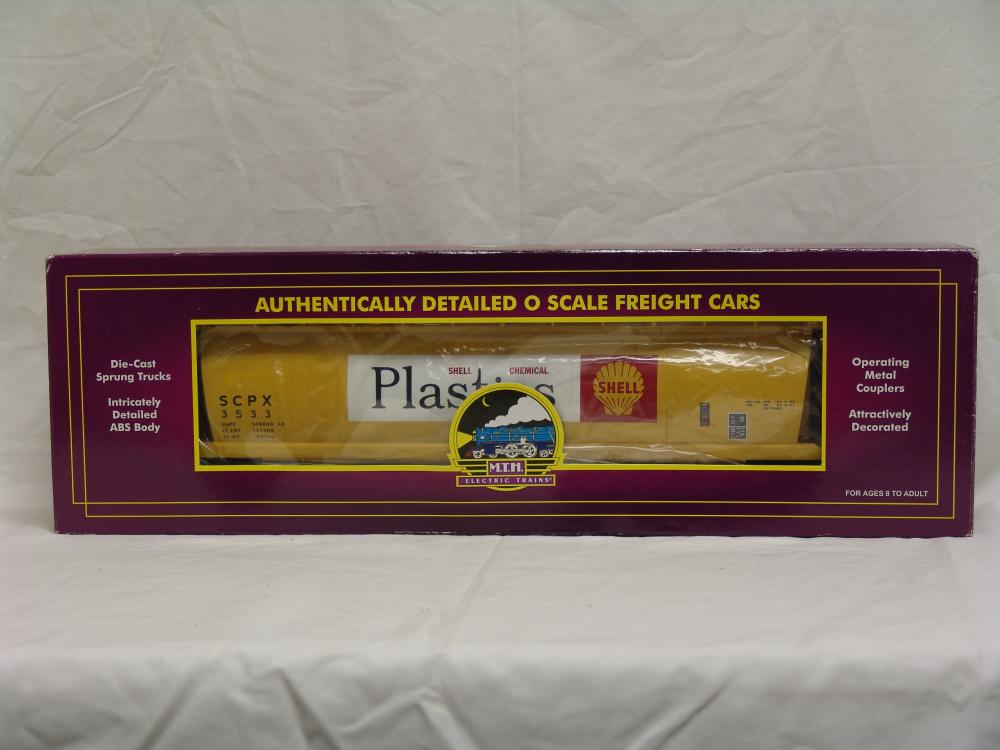 AUTHENTICALLY DETAILED O SCALE FREIGHT CARS
Die-Cast
Sprung Trucks
Intricately
Detailed
ABS Body
SCPX
3533
SHELL CHEMICAL
Plastics
SHELL
M.T.H.
ELECTRIC TRAINS
Operating
Metal
Couplers
Attractively
Decorated
FOR AGES 8 TO ADULT